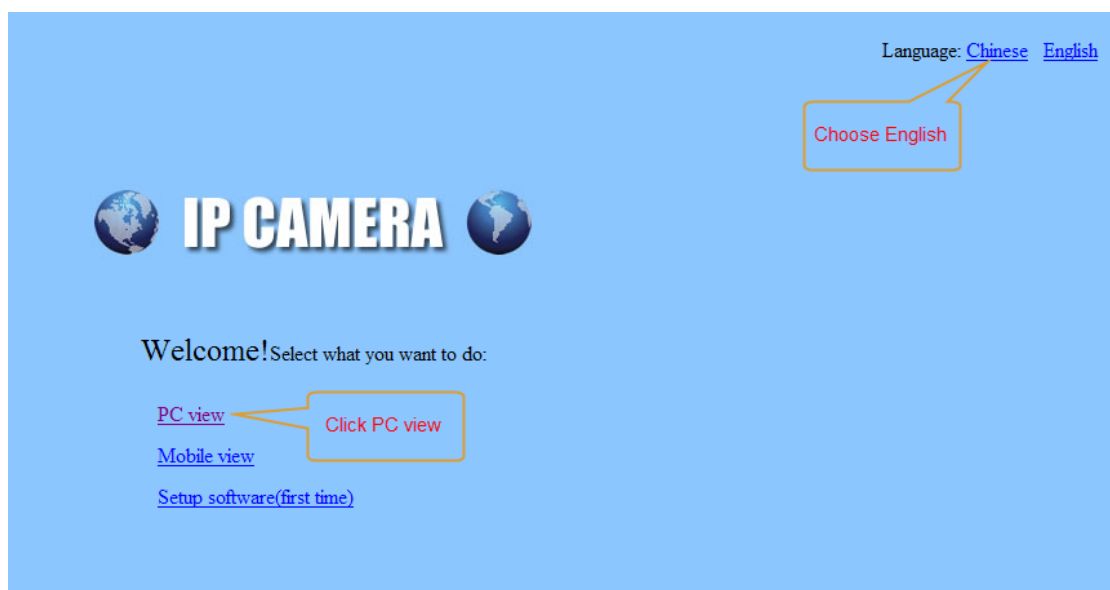 Language: Chinese English
Choose English
IP CAMERA
Welcome!Select what you want to do:
PC view
Click PC view
Mobile view
Setup software(first time)